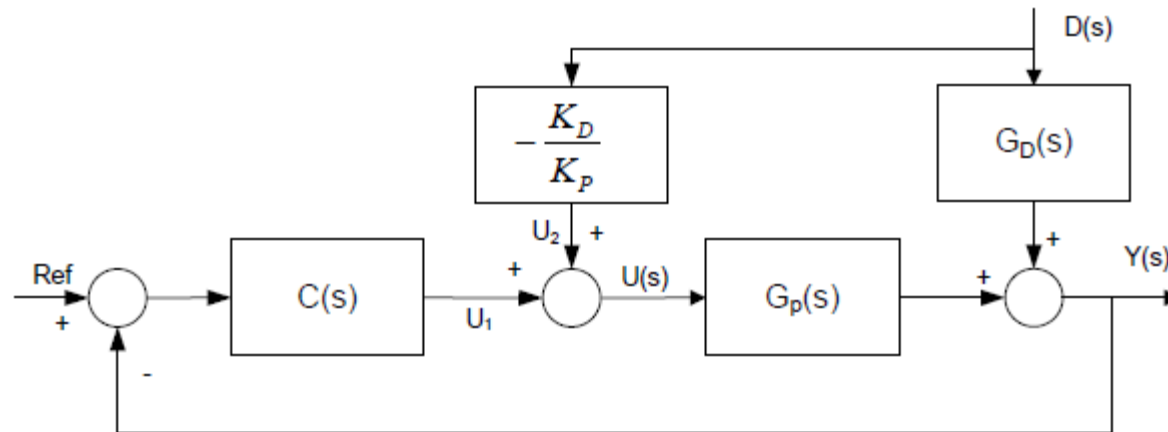 D(s)
- K_D
K_P
G_D(s)
U_2 +
+
Ref
+
C(s)
+
U_1
U(s)
G_p(s)
+
Y(s)
-